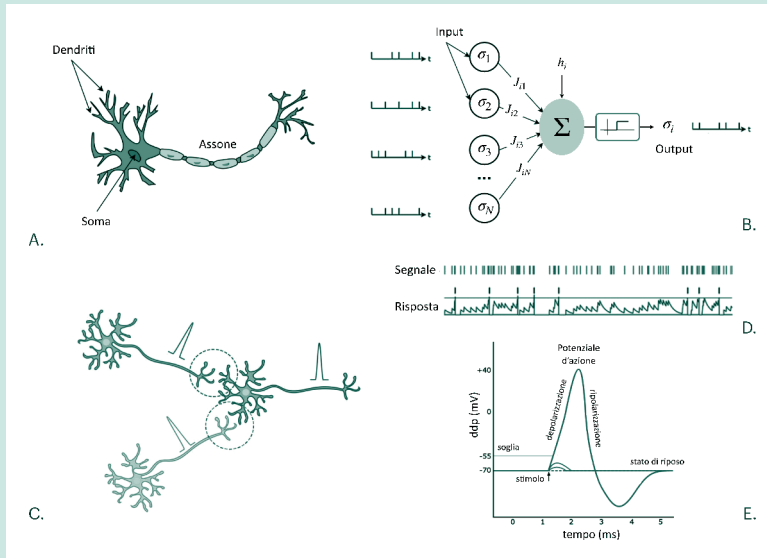 Dendriti
Assone
Soma
A.
Input
t
t
t
t
σ1
σ2
σ3
...
σN
Ji1
Ji2
Ji3
JiN
hi
Σ
σi
t
Output
B.
C.
Segnale
Risposta
D.
Potenziale
d'azione
+40
0
-55
-70
ddp (mV)
depolarizzazione
ripolarizzazione
soglia
stimolo
stato di riposo
0 1 2 3 4 5
tempo (ms)
E.